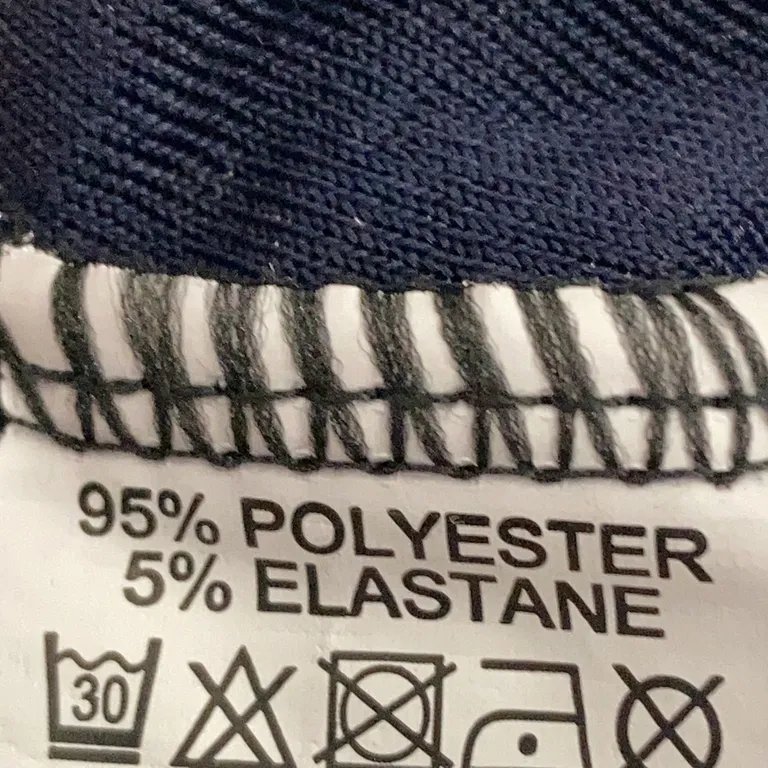 95% POLYESTER
5% ELASTANE
30